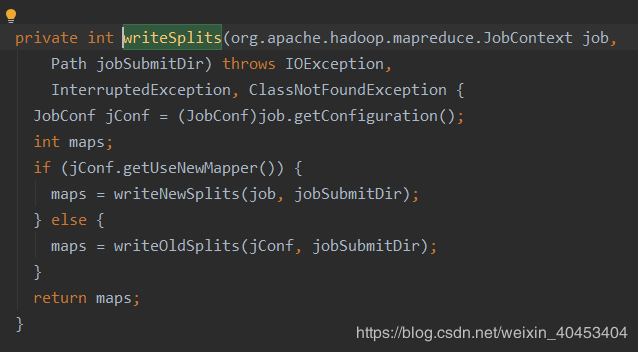 private int writeSplits(org.apache.hadoop.mapreduce.JobContext job,
    Path jobSubmitDir) throws IOException,
    InterruptedException, ClassNotFoundException {
  JobConf jConf = (JobConf)job.getConfiguration();
  int maps;
  if (jConf.getUseNewMapper()) {
    maps = writeNewSplits(job, jobSubmitDir);
  } else {
    maps = writeOldSplits(jConf, jobSubmitDir);
  }
  return maps;
}
https://blog.csdn.net/weixin_40453404